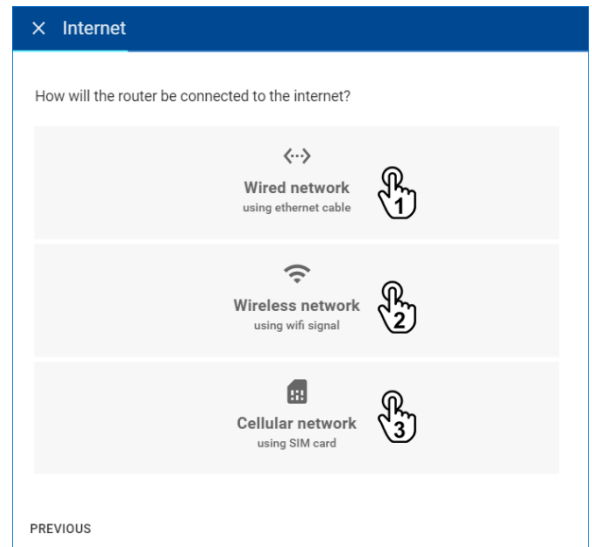 Internet
How will the router be connected to the internet?
Wired network
using ethernet cable
1
Wireless network
using wifi signal
2
Cellular network
using SIM card
3
PREVIOUS